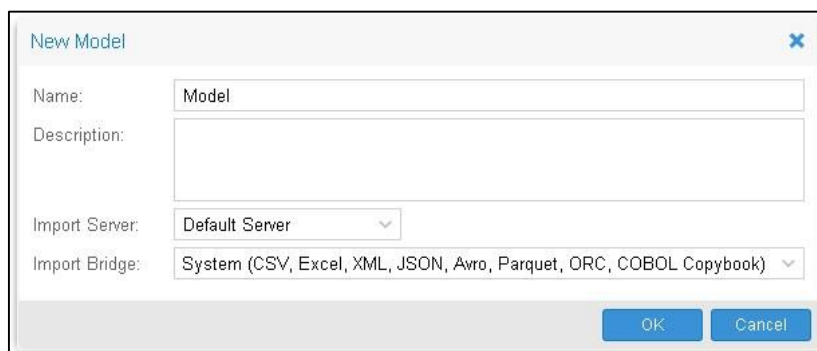 New Model
Name: Model
Description:
Import Server: Default Server
Import Bridge: System (CSV, Excel, XML, JSON, Avro, Parquet, ORC, COBOL Copybook)
OK Cancel